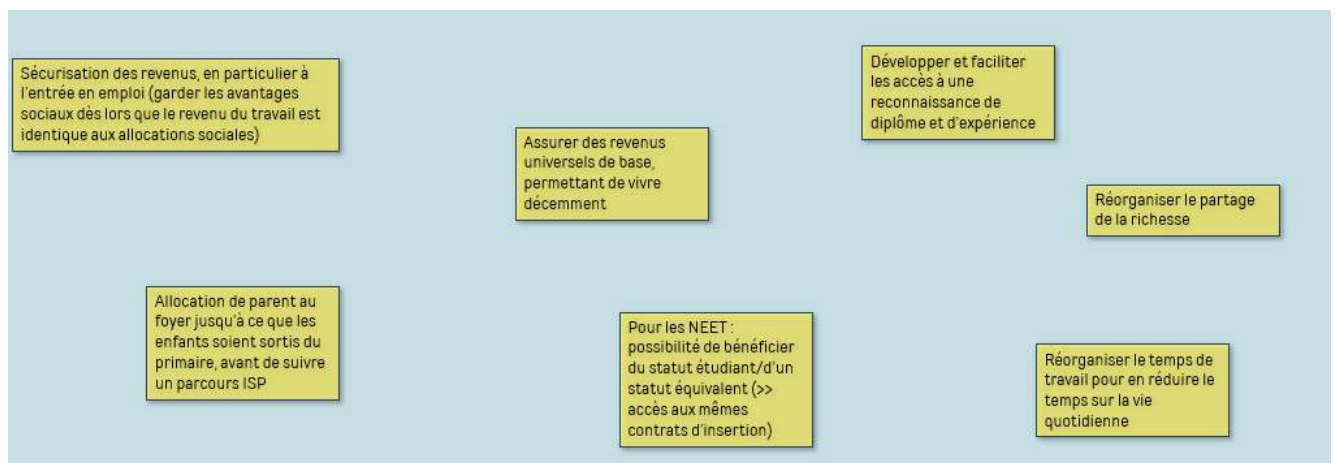 Sécurisation des revenus, en particulier à
l'entrée en emploi (garder les avantages
sociaux dès lors que le revenu du travail est
identique aux allocations sociales)
Assurer des revenus
universels de base,
permettant de vivre
décemment
Développer et faciliter
les accès à une
reconnaissance de
diplôme et d'expérience
Réorganiser le partage
de la richesse
Allocation de parent au
foyer jusqu'à ce que les
enfants soient sortis du
primaire, avant de suivre
un parcours ISP
Pour les NEET :
possibilité de bénéficier
du statut étudiant/d'un
statut équivalent (>>
accès aux mêmes
contrats d'insertion)
Réorganiser le temps de
travail pour en réduire le
temps sur la vie
quotidienne